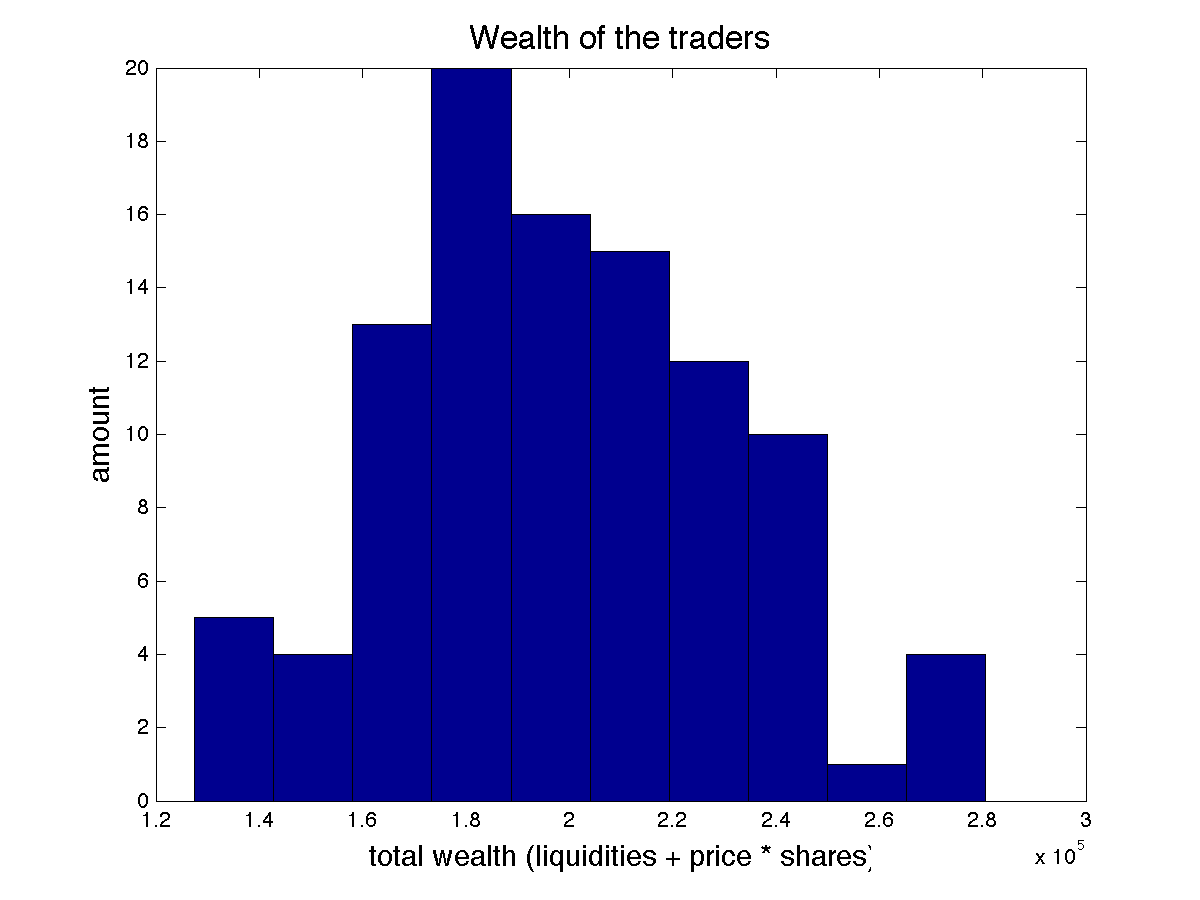 Wealth of the traders
20
18
16
14
12
10
8
6
4
2
0
amount
1.2 1.4 1.6 1.8 2 2.2 2.4 2.6 2.8 3
x 10^5
total wealth (liquidities + price * shares)